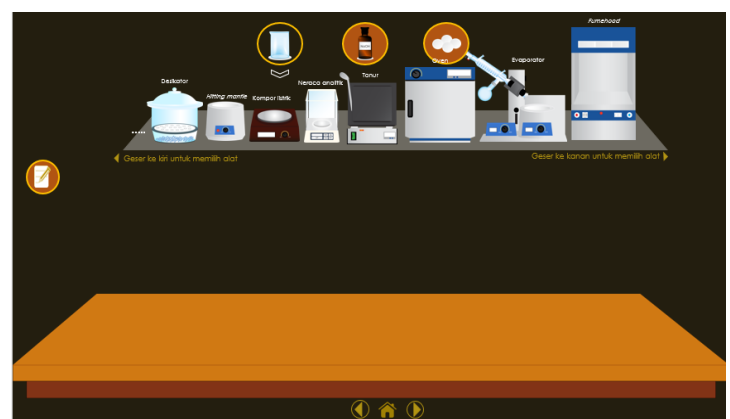 Fumehood
Oven
Evaporator
Tanur
Desikator
Neraca analitik
Hitting mantle
Kompor listrik
Geser ke kiri untuk memilih alat
Geser ke kanan untuk memilih alat